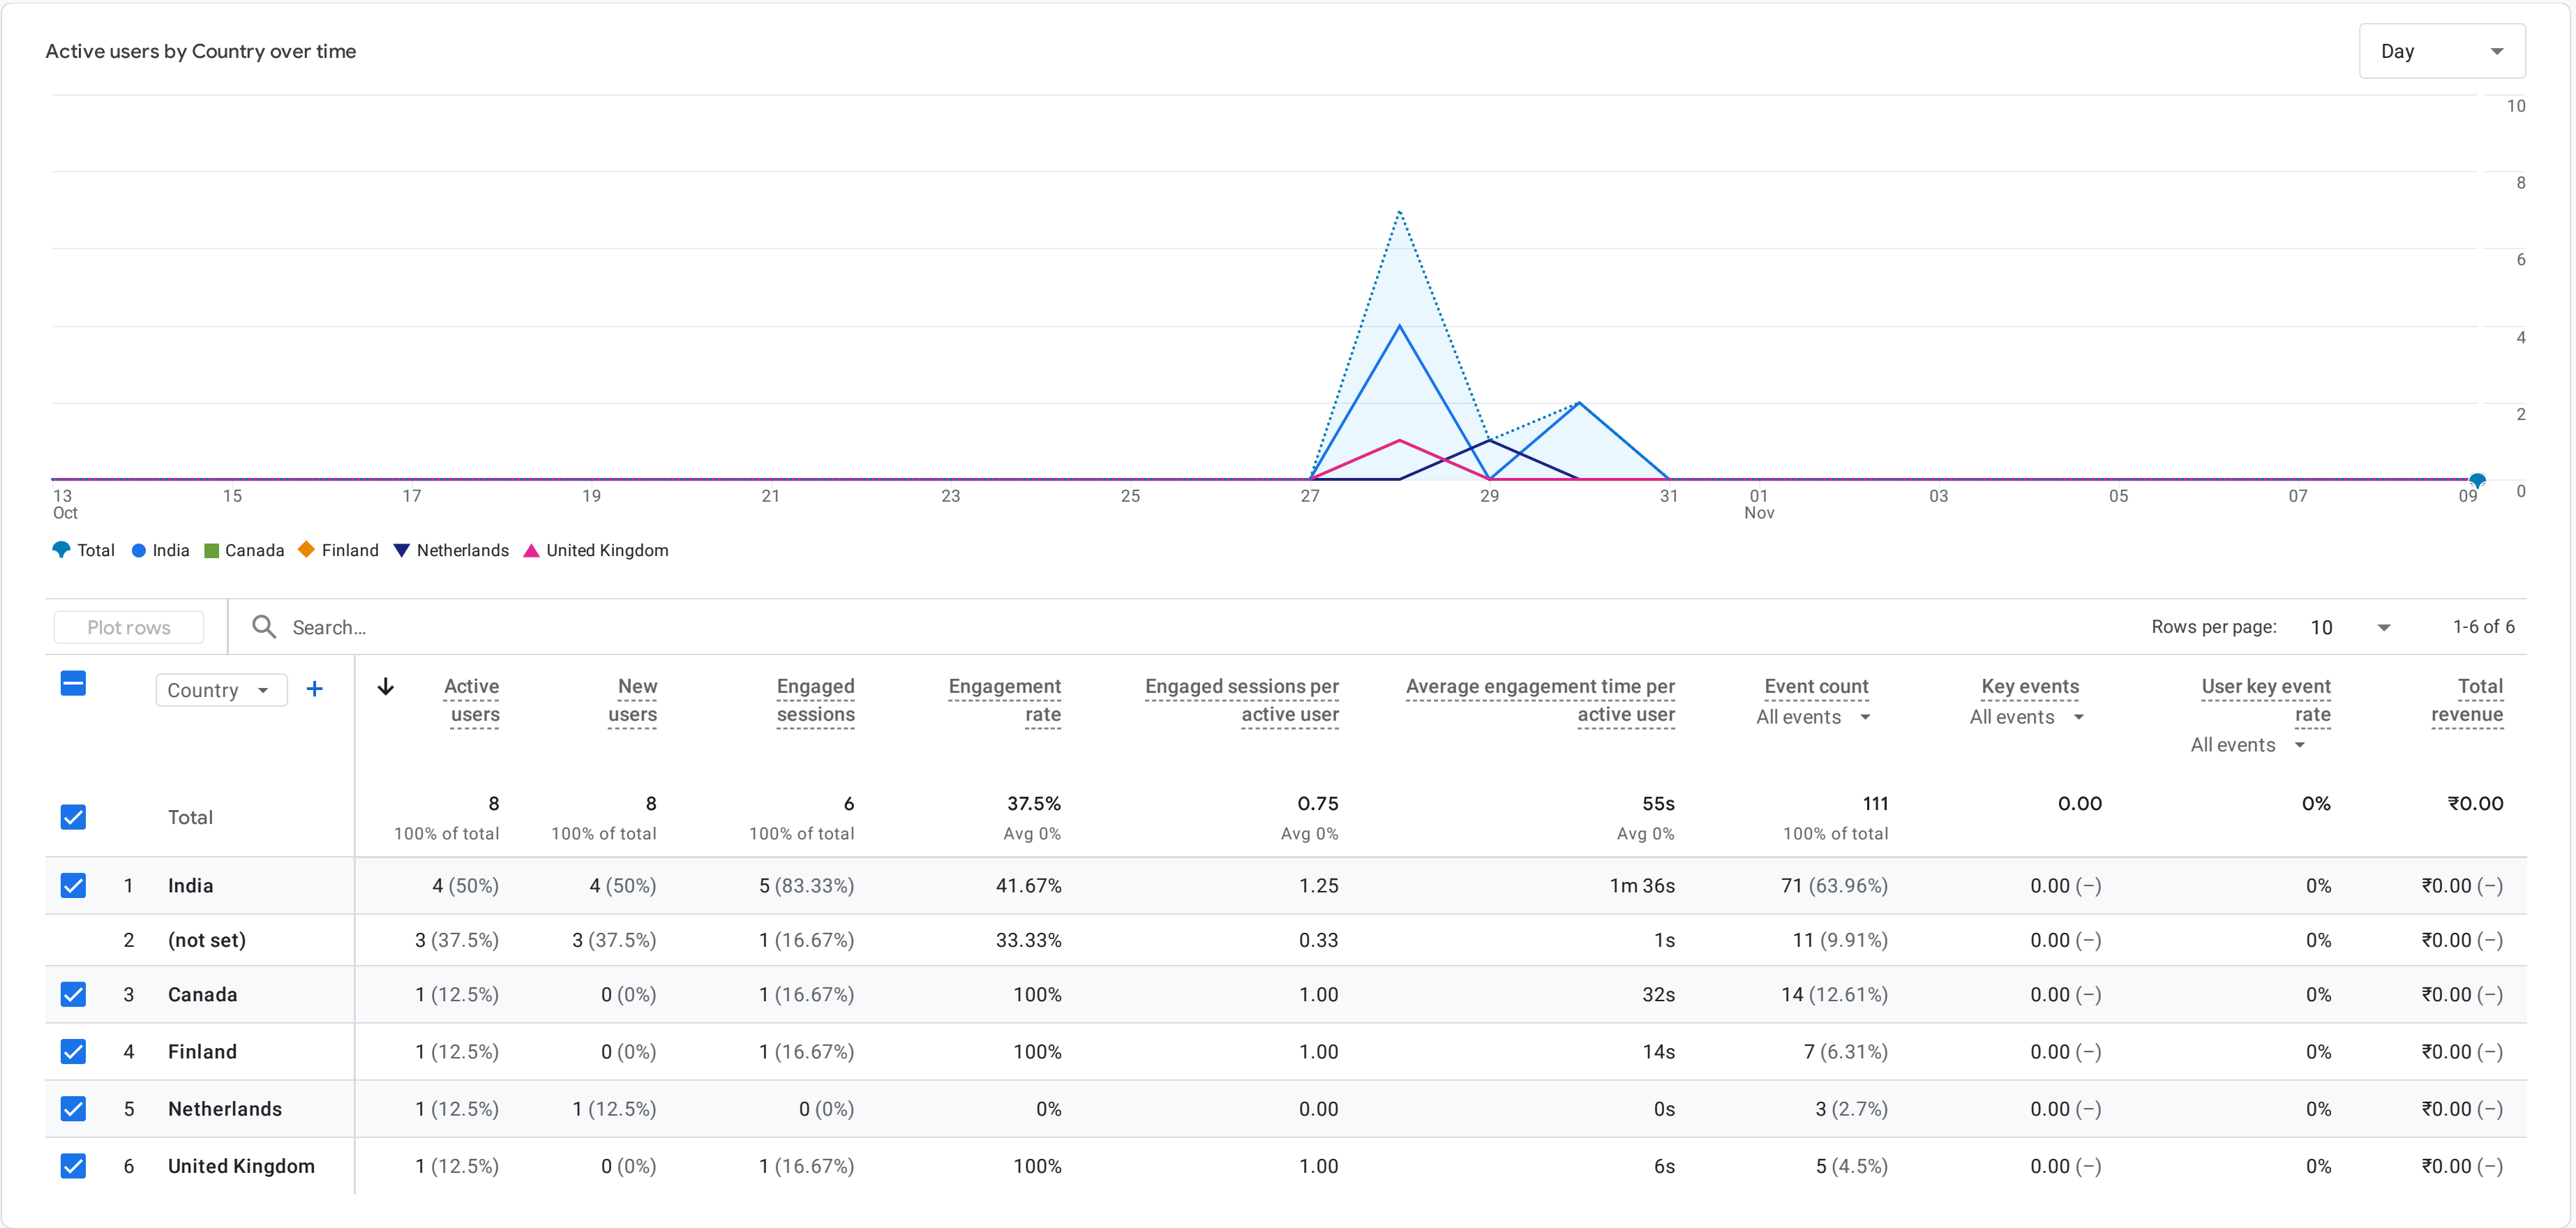 Active users by Country over time
Day
10
8
6
4
2
0
13 15 17 19 21 23 25 27 29 31 01 03 05 07 09
Oct Nov
Total India Canada Finland Netherlands United Kingdom
Plot rows Search... Rows per page: 10 1-6 of 6
Country + Active users New users Engaged sessions Engagement rate Engaged sessions per active user Average engagement time per active user Event count All events Key events All events User key event rate All events Total revenue
Total 8 8 6 37.5% 0.75 55s 111 0.00 0% ₹0.00
100% of total 100% of total 100% of total Avg 0% Avg 0% Avg 0% 100% of total
1 India 4 (50%) 4 (50%) 5 (83.33%) 41.67% 1.25 1m 36s 71 (63.96%) 0.00 (–) 0% ₹0.00 (–)
2 (not set) 3 (37.5%) 3 (37.5%) 1 (16.67%) 33.33% 0.33 1s 11 (9.91%) 0.00 (–) 0% ₹0.00 (–)
3 Canada 1 (12.5%) 0 (0%) 1 (16.67%) 100% 1.00 32s 14 (12.61%) 0.00 (–) 0% ₹0.00 (–)
4 Finland 1 (12.5%) 0 (0%) 1 (16.67%) 100% 1.00 14s 7 (6.31%) 0.00 (–) 0% ₹0.00 (–)
5 Netherlands 1 (12.5%) 1 (12.5%) 0 (0%) 0% 0.00 0s 3 (2.7%) 0.00 (–) 0% ₹0.00 (–)
6 United Kingdom 1 (12.5%) 0 (0%) 1 (16.67%) 100% 1.00 6s 5 (4.5%) 0.00 (–) 0% ₹0.00 (–)